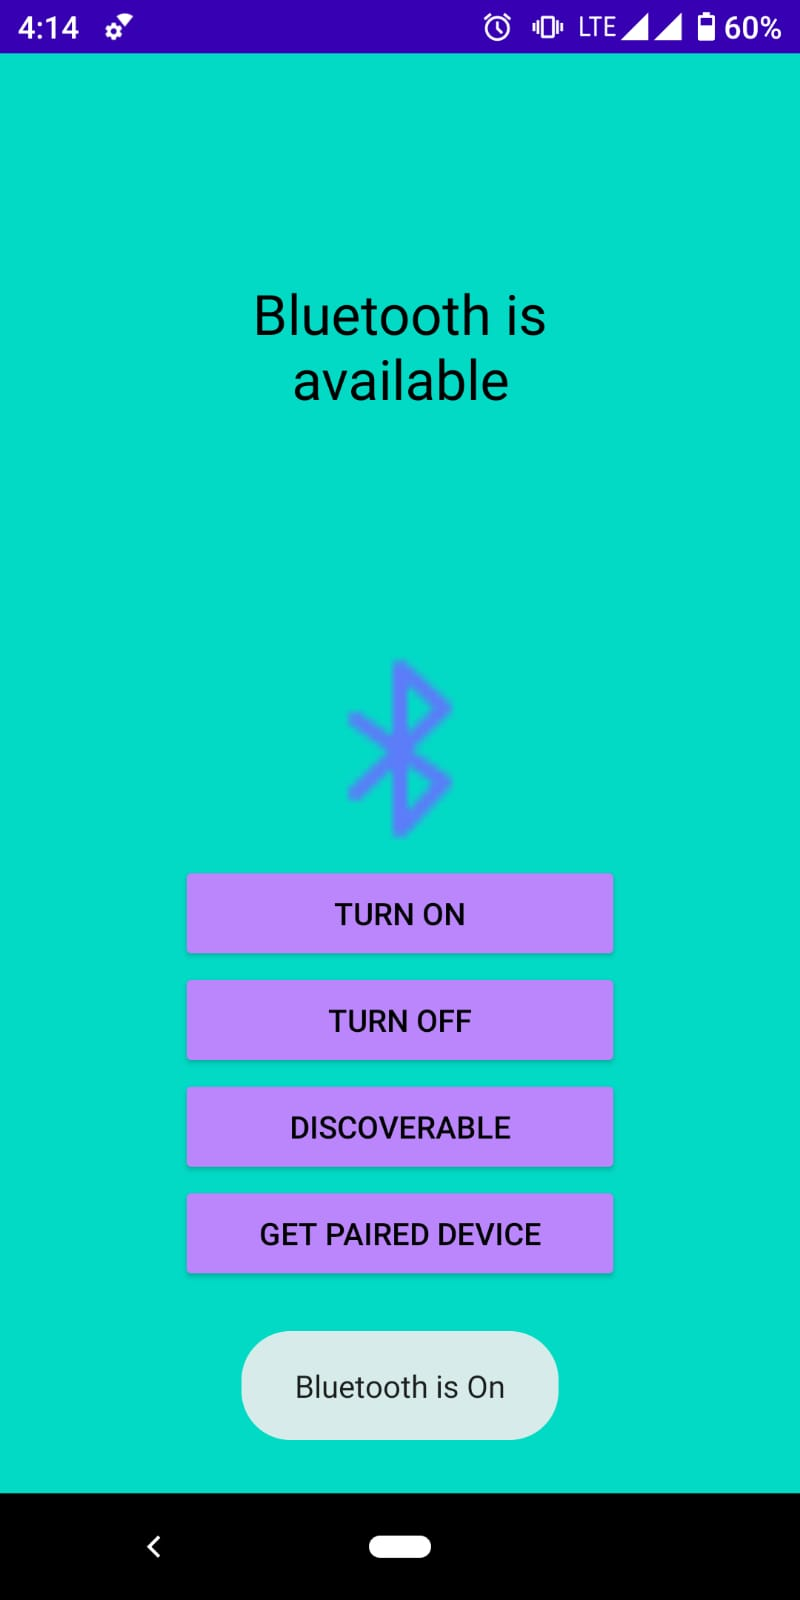 4:14 LTE 60%
Bluetooth is
available
TURN ON
TURN OFF
DISCOVERABLE
GET PAIRED DEVICE
Bluetooth is On